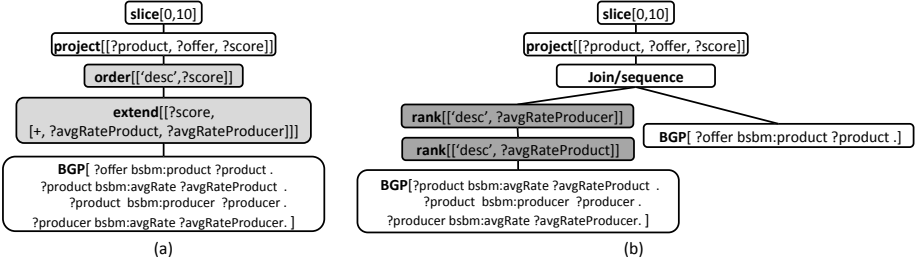 slice[0,10]
project[[?product, ?offer, ?score]]
order[['desc',?score]]
extend[[?score,
[+, ?avgRateProduct, ?avgRateProducer]]]
BGP[ ?offer bsbm:product ?product .
?product bsbm:avgRate ?avgRateProduct .
?product bsbm:producer ?producer .
?producer bsbm:avgRate ?avgRateProducer. ]
(a)
slice[0,10]
project[[?product, ?offer, ?score]]
Join/sequence
rank[['desc', ?avgRateProducer]]
rank[['desc', ?avgRateProduct]]
BGP[?product bsbm:avgRate ?avgRateProduct .
?product bsbm:producer ?producer .
?producer bsbm:avgRate ?avgRateProducer. ]
BGP[ ?offer bsbm:product ?product .]
(b)